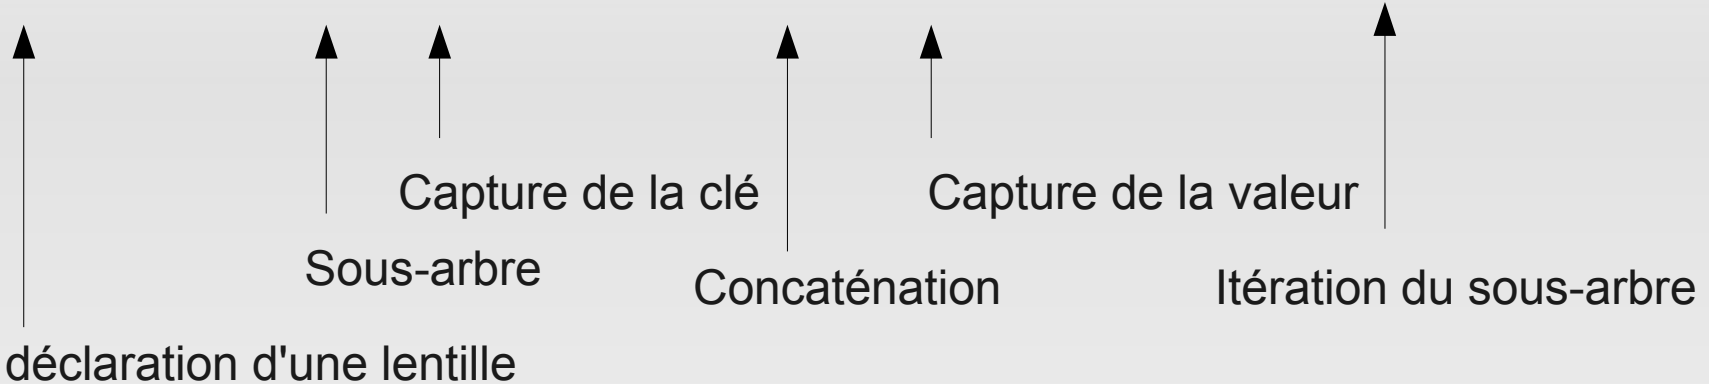 Capture de la clé
Capture de la valeur
Sous-arbre
Concaténation
Itération du sous-arbre
déclaration d'une lentille